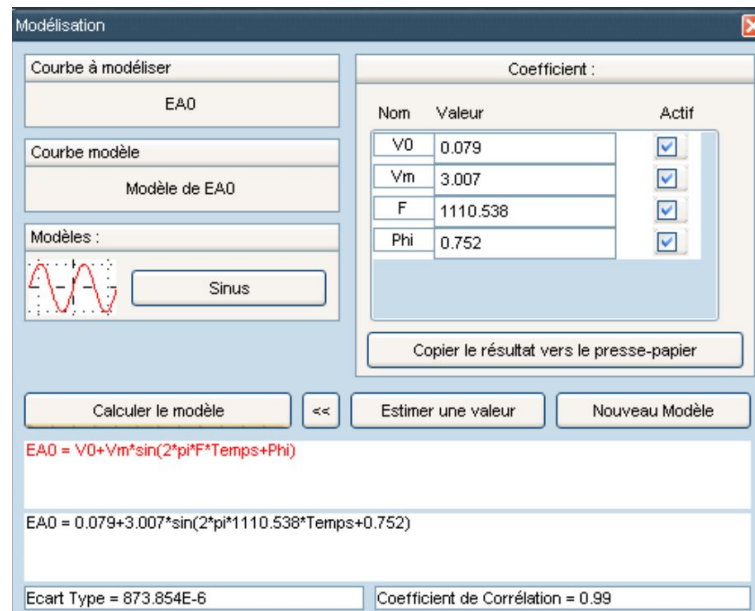 Modélisation
Courbe à modéliser
EA0
Courbe modèle
Modèle de EA0
Modèles :
Sinus
Coefficient :
Nom Valeur Actif
V0 0.079
Vm 3.007
F 1110.538
Phi 0.752
Copier le résultat vers le presse-papier
Calculer le modèle << Estimer une valeur Nouveau Modèle
EA0 = V0+Vm*sin(2*pi*F*Temps+Phi)
EA0 = 0.079+3.007*sin(2*pi*1110.538*Temps+0.752)
Ecart Type = 873.854E-6 Coefficient de Corrélation = 0.99